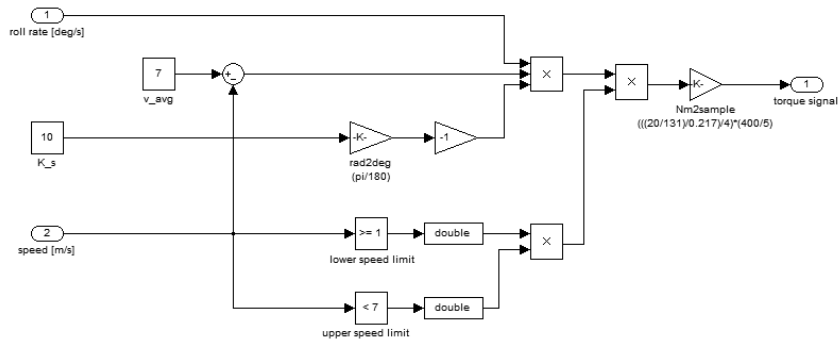 1
roll rate [deg/s]
7
v_avg
+_
×
×
-K-
Nm2sample
(((20/131)/0.217)/4)*(400/5)
1
torque signal
10
K_s
-K-
rad2deg
(pi/180)
-1
2
speed [m/s]
>= 1
lower speed limit
double
×
< 7
upper speed limit
double